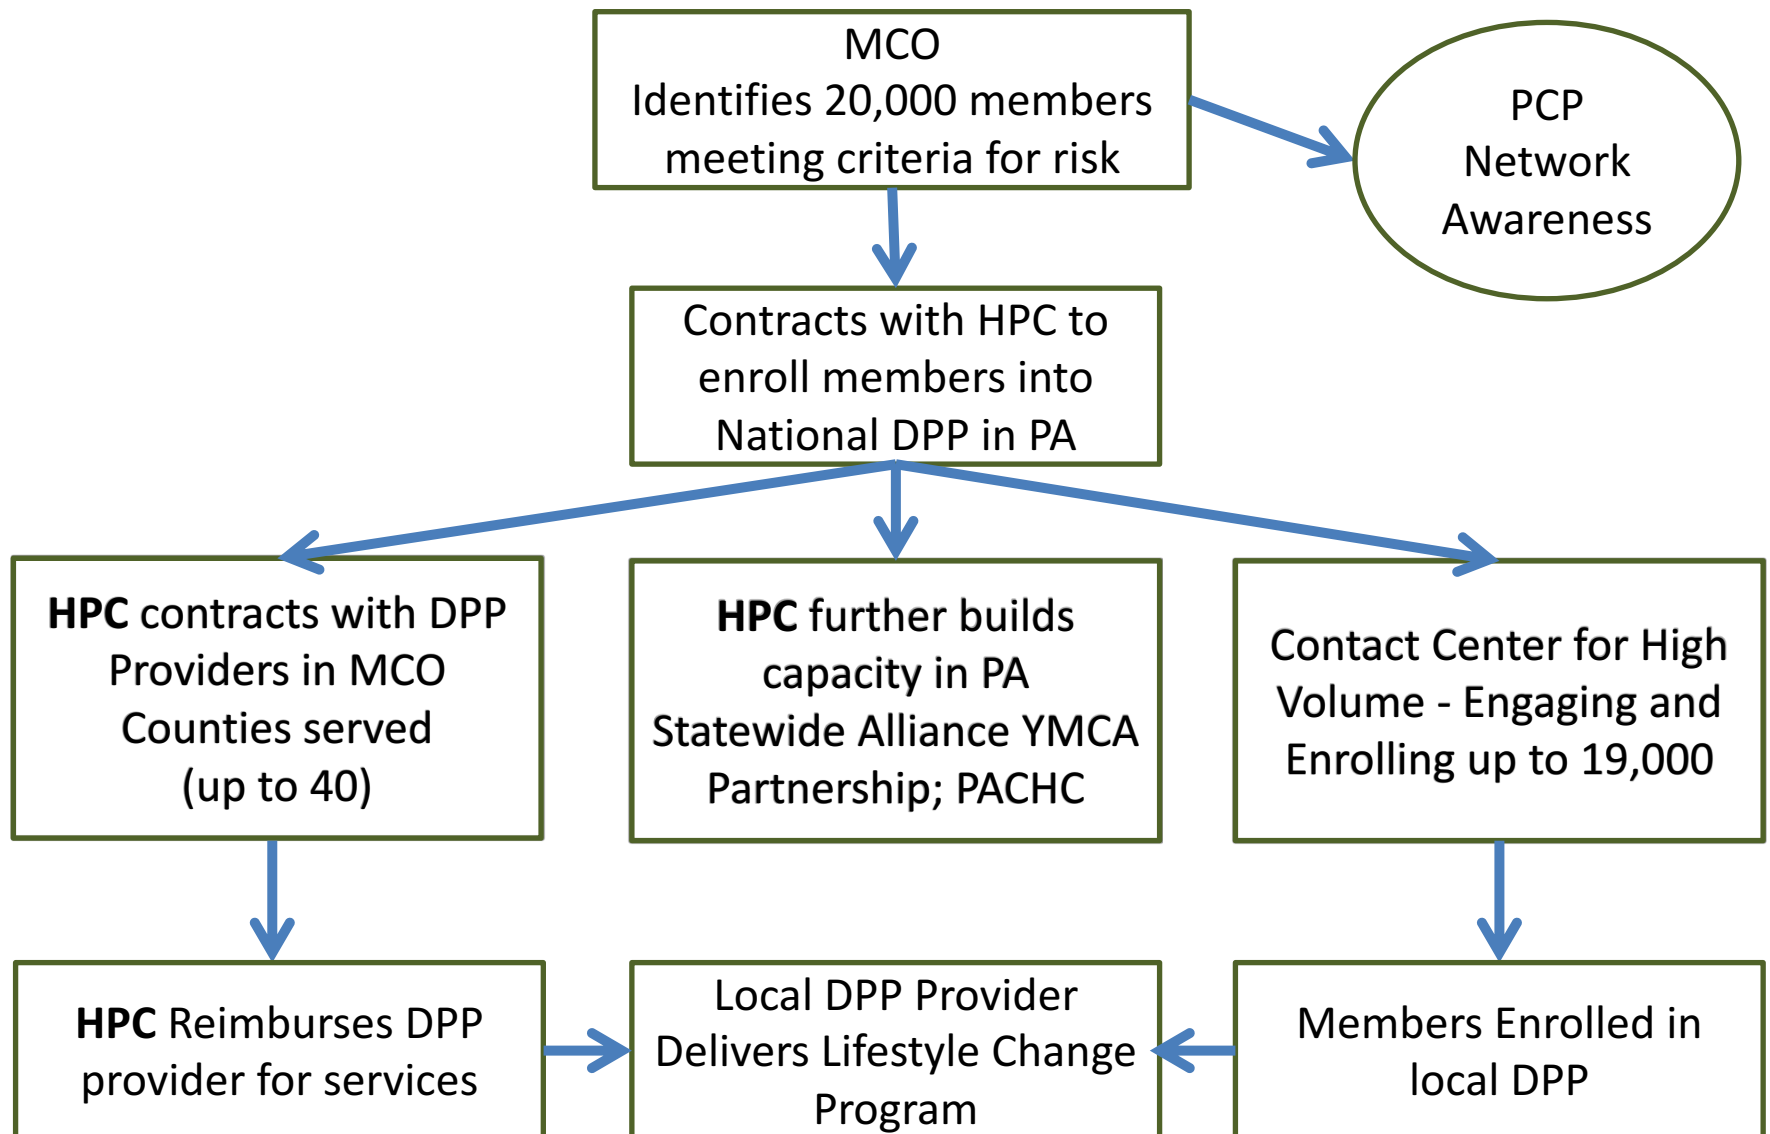 MCO
Identifies 20,000 members
meeting criteria for risk
PCP
Network
Awareness
Contracts with HPC to
enroll members into
National DPP in PA
HPC contracts with DPP
Providers in MCO
Counties served
(up to 40)
HPC further builds
capacity in PA
Statewide Alliance YMCA
Partnership; PACHC
Contact Center for High
Volume - Engaging and
Enrolling up to 19,000
HPC Reimburses DPP
provider for services
Local DPP Provider
Delivers Lifestyle Change
Program
Members Enrolled in
local DPP